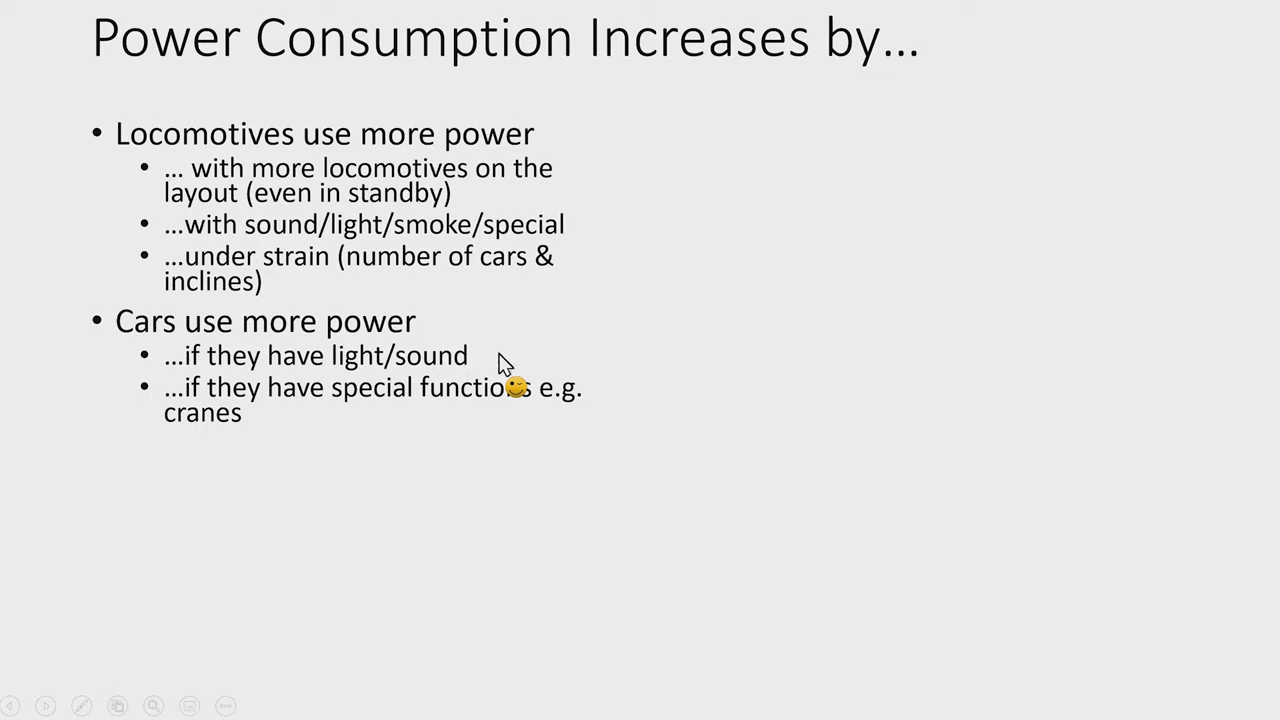 Power Consumption Increases by...
• Locomotives use more power
• ... with more locomotives on the
layout (even in standby)
• ...with sound/light/smoke/special
• ...under strain (number of cars &
inclines)
• Cars use more power
• ...if they have light/sound
• ...if they have special functions e.g.
cranes